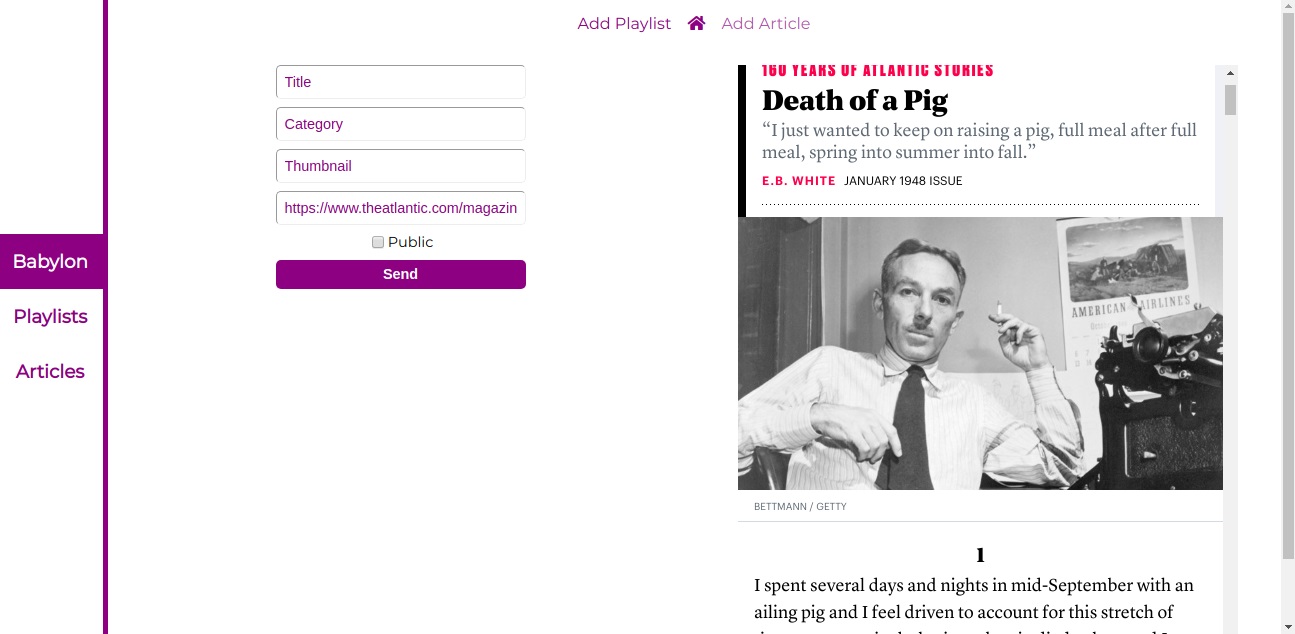 Add Playlist Add Article
Babylon
Playlists
Articles
Title
Category
Thumbnail
https://www.theatlantic.com/magazin
Public
Send
160 YEARS OF ATLANTIC STORIES
Death of a Pig
“I just wanted to keep on raising a pig, full meal after full
meal, spring into summer into fall.”
E.B. WHITE JANUARY 1948 ISSUE
AMERICAN AIRLINES
BETTMANN / GETTY
1
I spent several days and nights in mid-September with an
ailing pig and I feel driven to account for this stretch of